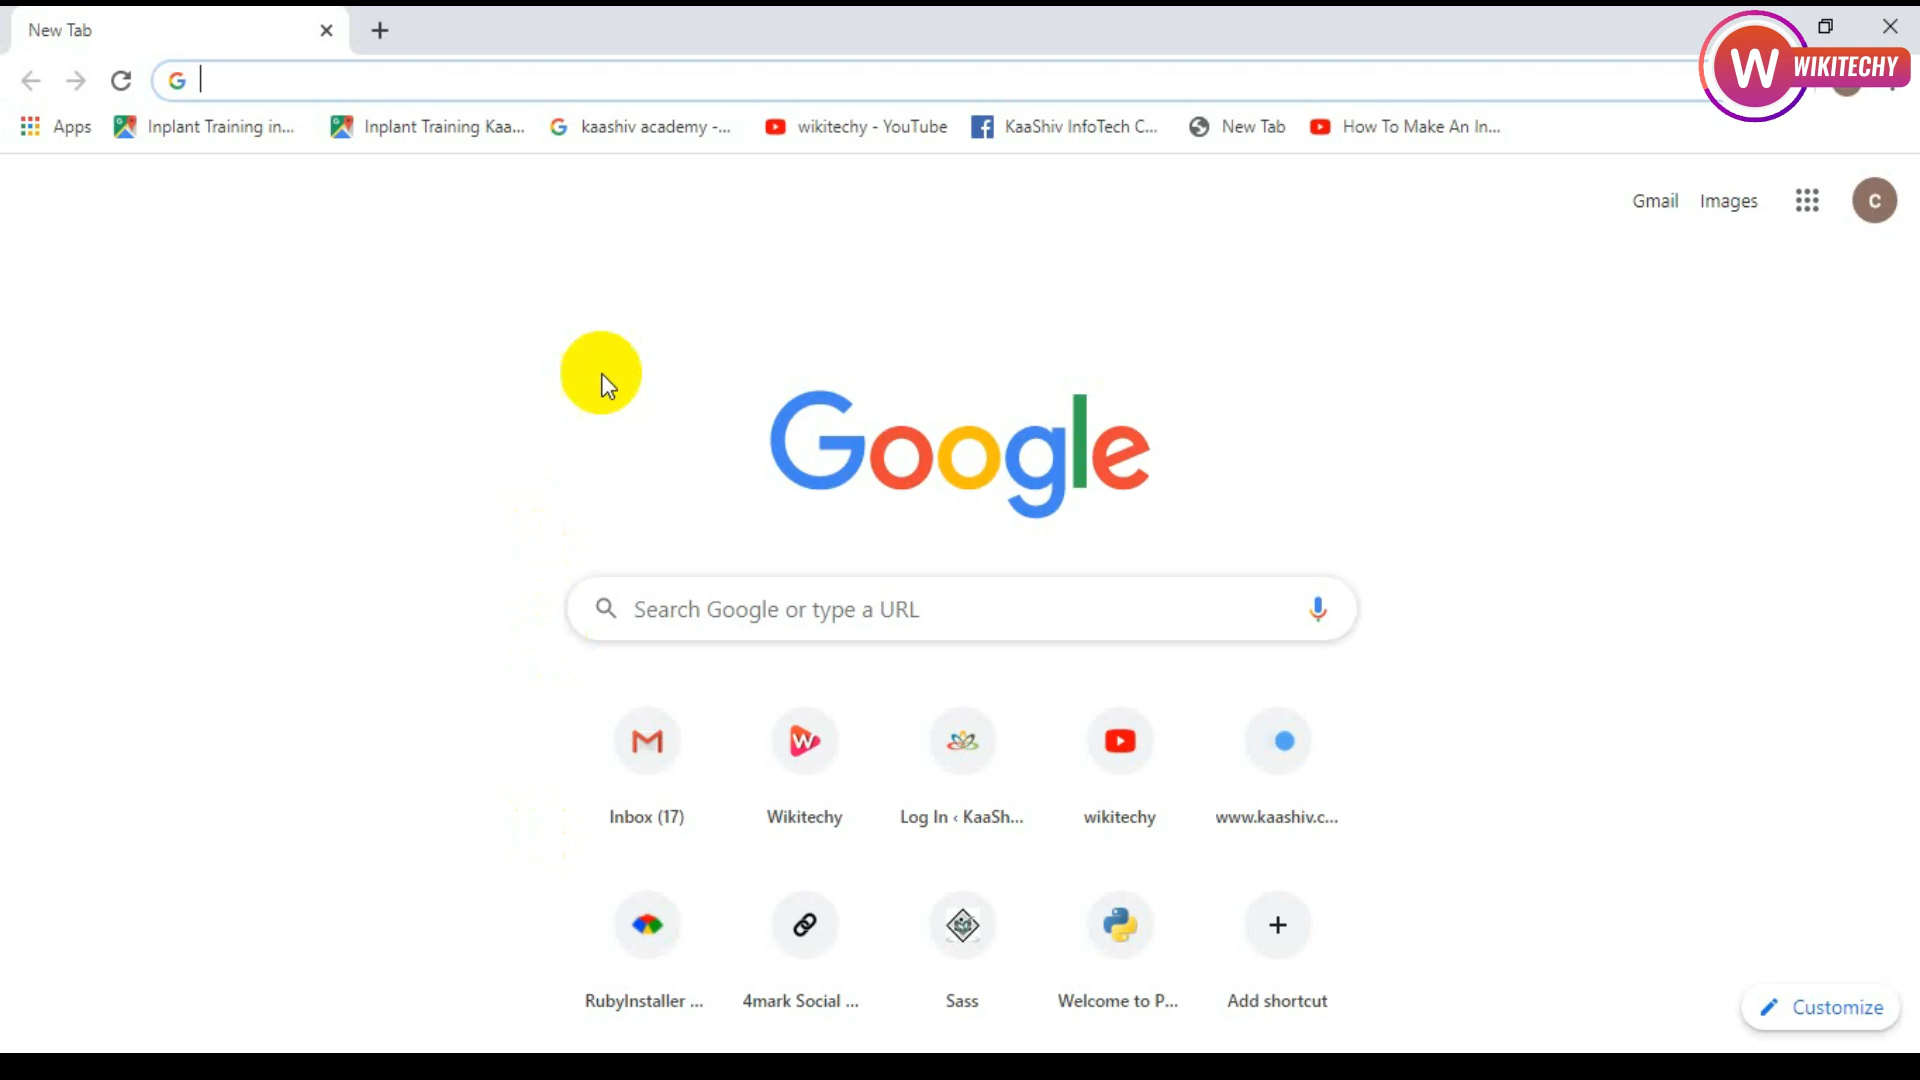 New Tab
W WIKITECHY
Apps Inplant Training in... Inplant Training Kaa... kaashiv academy -... wikitechy - YouTube KaaShiv InfoTech C... New Tab How To Make An In...
Gmail Images C
Google
Search Google or type a URL
Inbox (17) Wikitechy Log In ‹ KaaSh... wikitechy www.kaashiv.c...
RubyInstaller ... 4mark Social ... Sass Welcome to P... Add shortcut
Customize